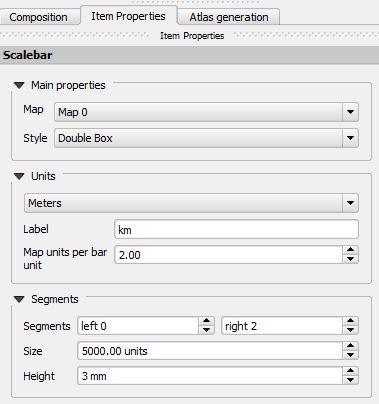 Composition Item Properties Atlas generation
Item Properties
Scalebar
Main properties
Map Map 0
Style Double Box
Units
Meters
Label km
Map units per bar unit 2.00
Segments
Segments left 0 right 2
Size 5000.00 units
Height 3 mm